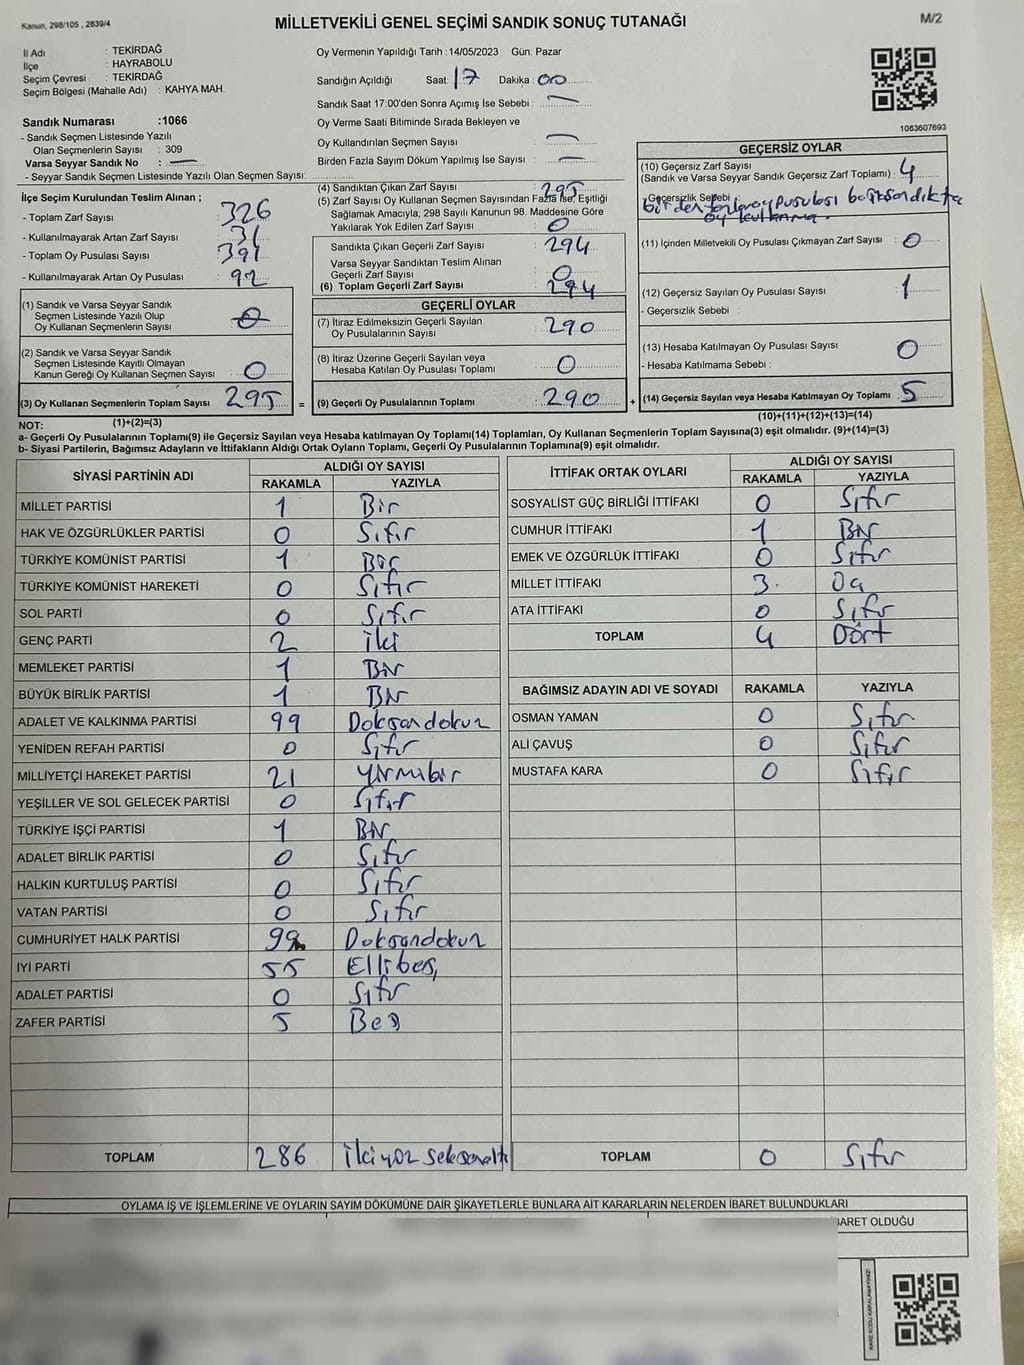 Kanun, 298/105 , 2839/4
MİLLETVEKİLİ GENEL SEÇİMİ SANDIK SONUÇ TUTANAĞI
M/2
İl Adı : TEKİRDAĞ
İlçe : HAYRABOLU
Seçim Çevresi : TEKİRDAĞ
Seçim Bölgesi (Mahalle Adı) : KAHYA MAH.
Sandık Numarası :1066
- Sandık Seçmen Listesinde Yazılı
Olan Seçmenlerin Sayısı : 309
Varsa Seyyar Sandık No : —
- Seyyar Sandık Seçmen Listesinde Yazılı Olan Seçmen Sayısı:
Oy Vermenin Yapıldığı Tarih :14/05/2023 Gün: Pazar
Sandığın Açıldığı Saat: 17 Dakika : 00
Sandık Saat 17:00'den Sonra Açımış İse Sebebi : —
Oy Verme Saati Bitiminde Sırada Bekleyen ve
Oy Kullandırılan Seçmen Sayısı —
Birden Fazla Sayım Döküm Yapılmış İse Sayısı : —
1083607693
İlçe Seçim Kurulundan Teslim Alınan ;
- Toplam Zarf Sayısı 326
- Kullanılmayarak Artan Zarf Sayısı 31
- Toplam Oy Pusulası Sayısı 391
- Kullanılmayarak Artan Oy Pusulası 92
(1) Sandık ve Varsa Seyyar Sandık
Seçmen Listesinde Yazılı Olup
Oy Kullanan Seçmenlerin Sayısı
(2) Sandık ve Varsa Seyyar Sandık
Seçmen Listesinde Kayıtlı Olmayan
Kanun Gereği Oy Kullanan Seçmen Sayısı : 0
(3) Oy Kullanan Seçmenlerin Toplam Sayısı 295 =
(4) Sandıktan Çıkan Zarf Sayısı : 295
(5) Zarf Sayısı Oy Kullanan Seçmen Sayısından Fazla İse, Eşitliği
Sağlamak Amacıyla, 298 Sayılı Kanunun 98. Maddesine Göre
Yakılarak Yok Edilen Zarf Sayısı : 0
Sandıkta Çıkan Geçerli Zarf Sayısı : 294
Varsa Seyyar Sandıktan Teslim Alınan
Geçerli Zarf Sayısı : 0
(6) Toplam Geçerli Zarf Sayısı : 294
GEÇERLİ OYLAR
(7) İtiraz Edilmeksizin Geçerli Sayılan
Oy Pusulalarının Sayısı : 290
(8) İtiraz Üzerine Geçerli Sayılan veya
Hesaba Katılan Oy Pusulası Toplamı : 0
(9) Geçerli Oy Pusulalarının Toplamı : 290 +
GEÇERSİZ OYLAR
(10) Geçersiz Zarf Sayısı
(Sandık ve Varsa Seyyar Sandık Geçersiz Zarf Toplamı) : 4
- Geçersizlik Sebebi :
birden fazla oy pusulası
oy kullanma.
(11) İçinden Milletvekili Oy Pusulası Çıkmayan Zarf Sayısı : 0
(12) Geçersiz Sayılan Oy Pusulası Sayısı : 1
- Geçersizlik Sebebi :
(13) Hesaba Katılmayan Oy Pusulası Sayısı : 0
- Hesaba Katılmama Sebebi :
(14) Geçersiz Sayılan veya Hesaba Katılmayan Oy Toplamı : 5
NOT: (1)+(2)=(3) (10)+(11)+(12)+(13)=(14)
a- Geçerli Oy Pusulalarının Toplamı(9) ile Geçersiz Sayılan veya Hesaba katılmayan Oy Toplamı(14) Toplamları, Oy Kullanan Seçmenlerin Toplam Sayısına(3) eşit olmalıdır. (9)+(14)=(3)
b- Siyasi Partilerin, Bağımsız Adayların ve İttifakların Aldığı Ortak Oyların Toplamı, Geçerli Oy Pusulalarının Toplamına(9) eşit olmalıdır.
SİYASİ PARTİNİN ADI ALDIĞI OY SAYISI
RAKAMLA YAZIYLA
MİLLET PARTİSİ 1 Bir
HAK VE ÖZGÜRLÜKLER PARTİSİ 0 Sıfır
TÜRKİYE KOMÜNİST PARTİSİ 1 Bir
TÜRKİYE KOMÜNİST HAREKETİ 0 Sıfır
SOL PARTİ 0 Sıfır
GENÇ PARTİ 2 İki
MEMLEKET PARTİSİ 1 Bir
BÜYÜK BİRLİK PARTİSİ 1 Bir
ADALET VE KALKINMA PARTİSİ 99 Doksandokuz
YENİDEN REFAH PARTİSİ 0 Sıfır
MİLLİYETÇİ HAREKET PARTİSİ 21 Yirmibir
YEŞİLLER VE SOL GELECEK PARTİSİ 0 Sıfır
TÜRKİYE İŞÇİ PARTİSİ 1 Bir
ADALET BİRLİK PARTİSİ 0 Sıfır
HALKIN KURTULUŞ PARTİSİ 0 Sıfır
VATAN PARTİSİ 0 Sıfır
CUMHURİYET HALK PARTİSİ 99 Doksandokuz
İYİ PARTİ 55 Ellibeş
ADALET PARTİSİ 0 Sıfır
ZAFER PARTİSİ 5 Beş
TOPLAM 286 İkiyüz seksenaltı
İTTİFAK ORTAK OYLARI ALDIĞI OY SAYISI
RAKAMLA YAZIYLA
SOSYALİST GÜÇ BİRLİĞİ İTTİFAKI 0 Sıfır
CUMHUR İTTİFAKI 1 Bir
EMEK VE ÖZGÜRLÜK İTTİFAKI 0 Sıfır
MİLLET İTTİFAKI 3. Üç
ATA İTTİFAKI 0 Sıfır
TOPLAM 4 Dört
BAĞIMSIZ ADAYIN ADI VE SOYADI RAKAMLA YAZIYLA
OSMAN YAMAN 0 Sıfır
ALİ ÇAVUŞ 0 Sıfır
MUSTAFA KARA 0 Sıfır
TOPLAM 0 Sıfır
OYLAMA İŞ VE İŞLEMLERİNE VE OYLARIN SAYIM DÖKÜMÜNE DAİR ŞİKAYETLERLE BUNLARA AİT KARARLARIN NELERDEN İBARET BULUNDUKLARI
BARET OLDUĞU